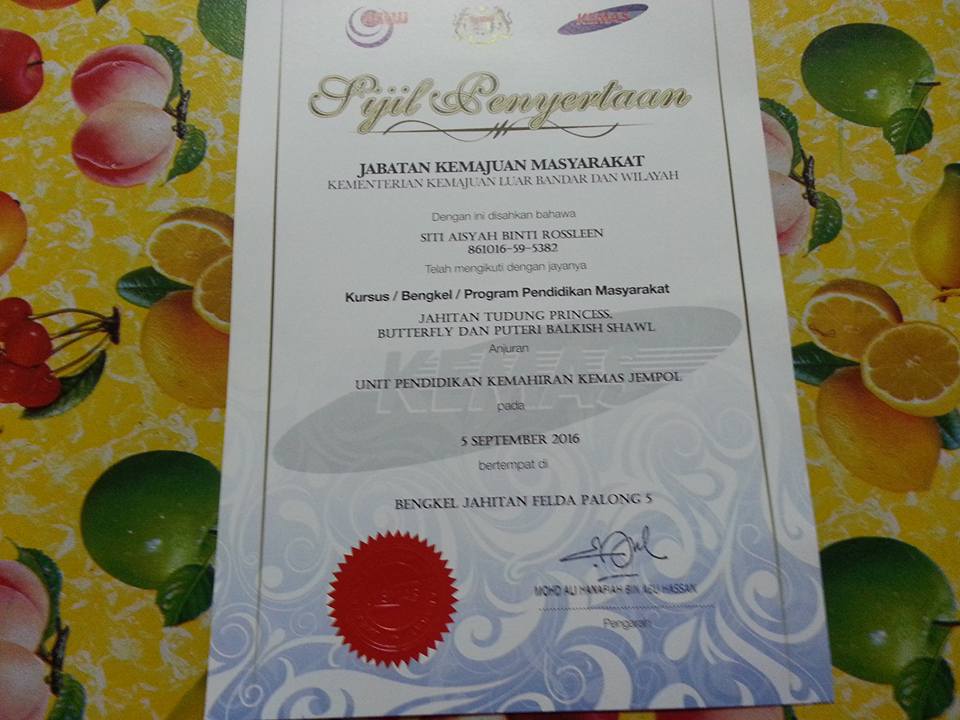 KEMAS
Sijil Penyertaan
JABATAN KEMAJUAN MASYARAKAT
KEMENTERIAN KEMAJUAN LUAR BANDAR DAN WILAYAH
Dengan ini disahkan bahawa
SITI AISYAH BINTI ROSSLEEN
861016-59-5382
Telah mengikuti dengan jayanya
Kursus / Bengkel / Program Pendidikan Masyarakat
JAHITAN TUDUNG PRINCESS,
BUTTERFLY DAN PUTERI BALKISH SHAWL
Anjuran
KEMAS
UNIT PENDIDIKAN KEMAHIRAN KEMAS JEMPOL
pada
5 SEPTEMBER 2016
bertempat di
BENGKEL JAHITAN FELDA PALONG 5
MOHD ALI HANAFIAH BIN ABU HASSAN
Pengarah